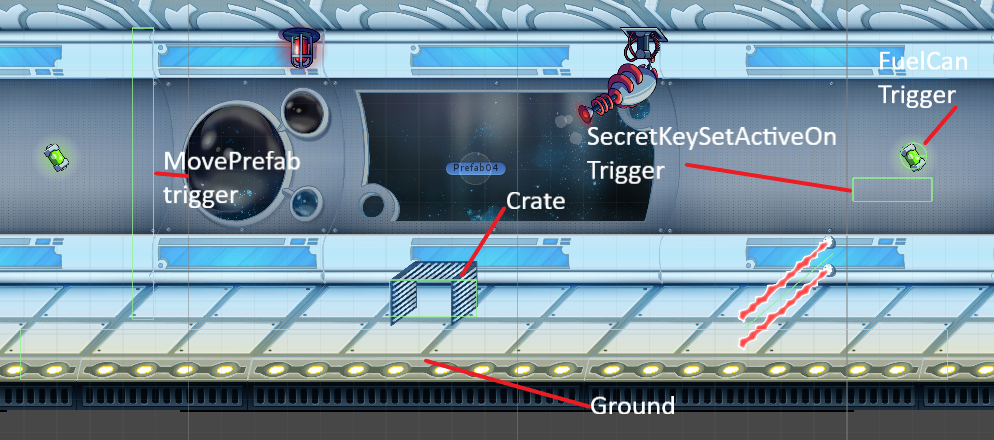 FuelCan
Trigger
SecretKeySetActiveOn
Trigger
MovePrefab
trigger
Prefab04
Crate
Ground